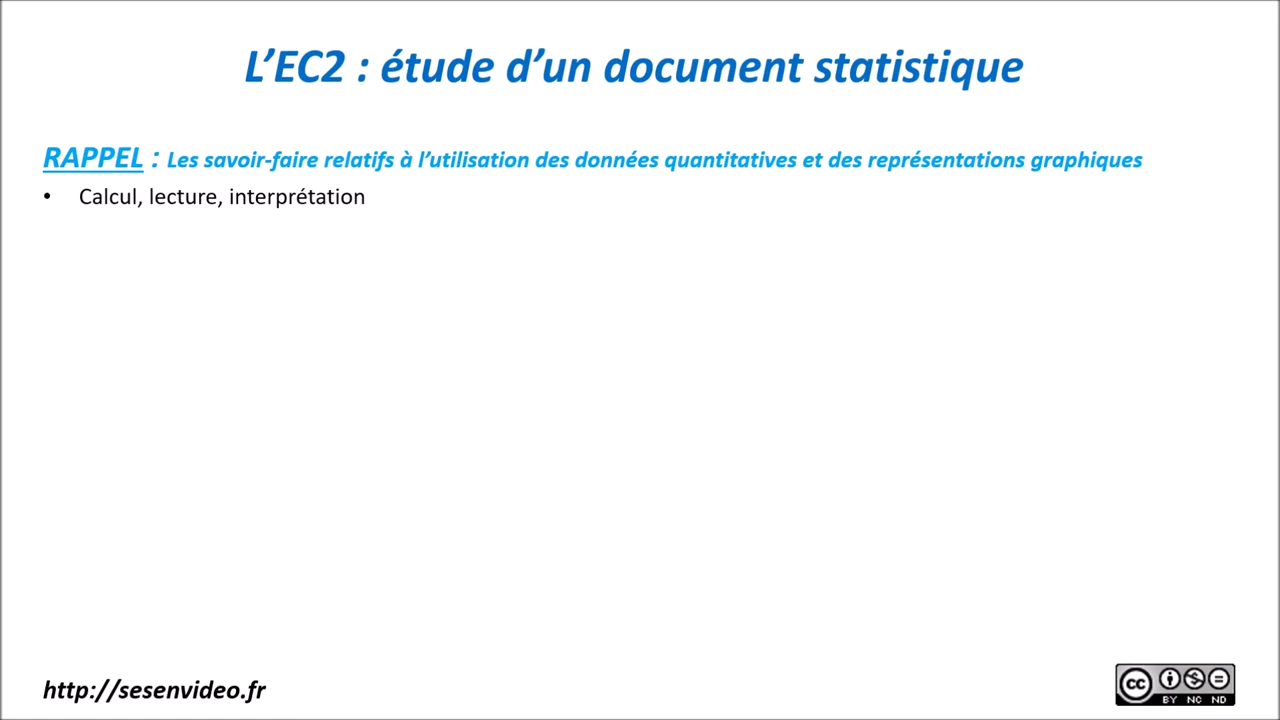 L’EC2 : étude d’un document statistique
RAPPEL : Les savoir-faire relatifs à l’utilisation des données quantitatives et des représentations graphiques
• Calcul, lecture, interprétation
http://sesenvideo.fr
cc
BY NC ND